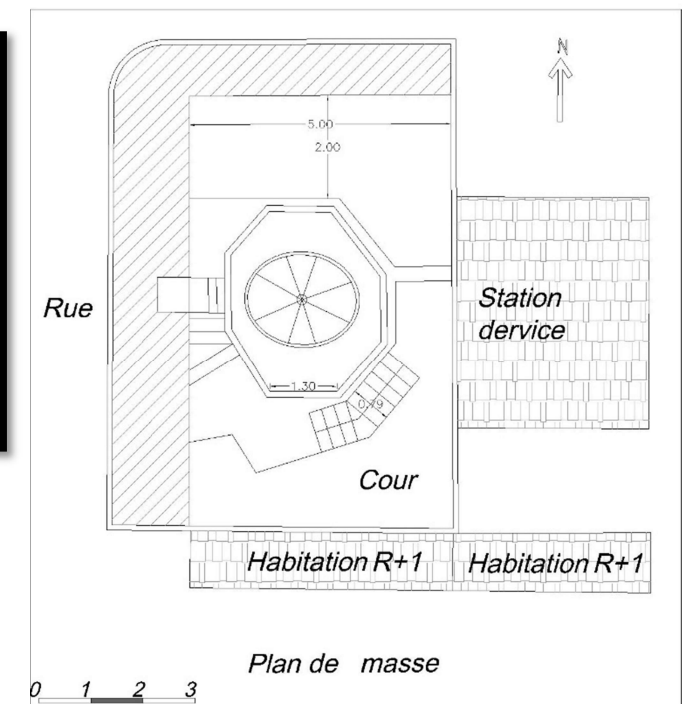 N
5.00
2.00
Rue
Station
dervice
1.30
0.79
Cour
Habitation R+1
Habitation R+1
Plan de masse
0 1 2 3